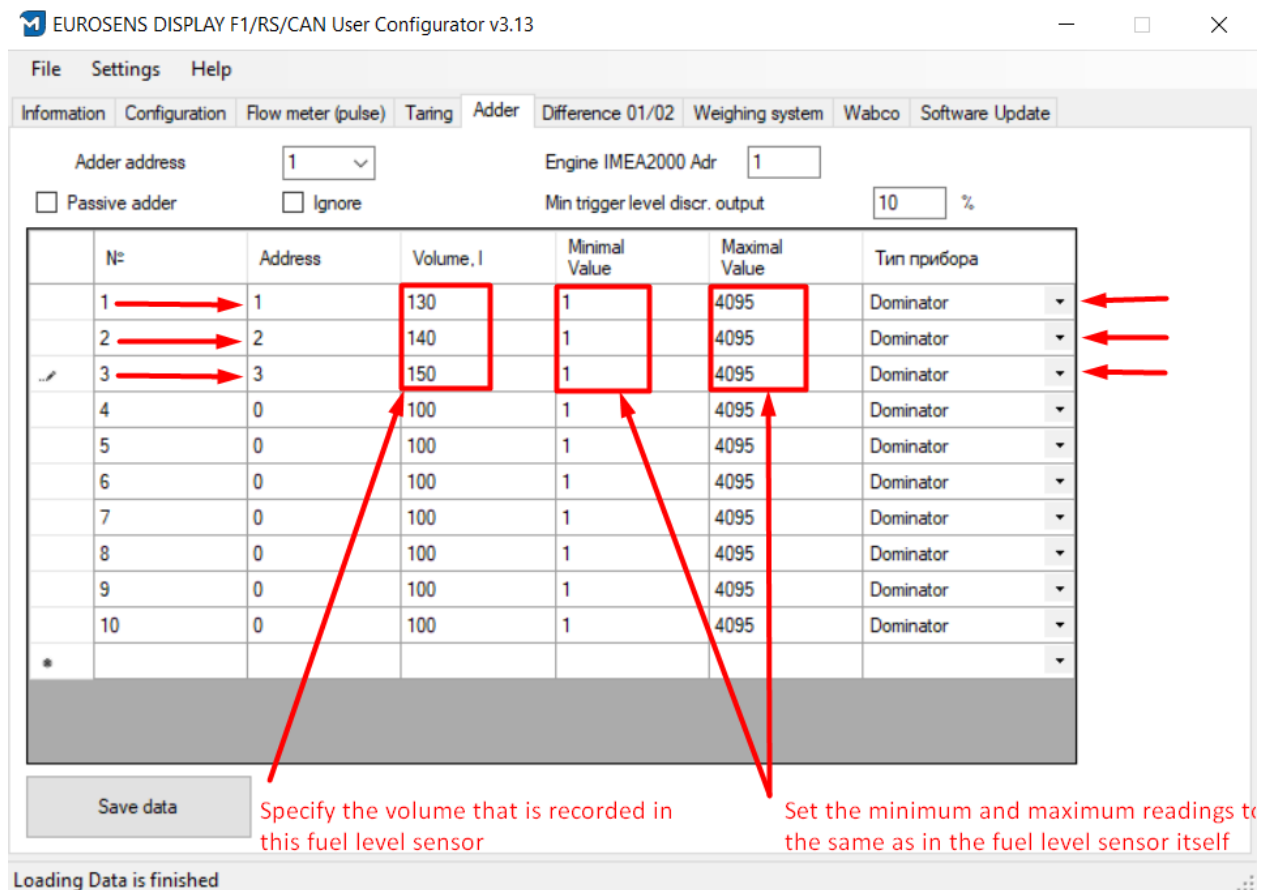 EUROSENS DISPLAY F1/RS/CAN User Configurator v3.13
File Settings Help
Information Configuration Flow meter (pulse) Taring Adder Difference 01/02 Weighing system Wabco Software Update
Adder address 1 Engine IMEA2000 Adr 1
Passive adder Ignore Min trigger level discr. output 10 %
№ Address Volume, l Minimal Value Maximal Value Тип прибора
1 1 130 1 4095 Dominator
2 2 140 1 4095 Dominator
3 3 150 1 4095 Dominator
4 0 100 1 4095 Dominator
5 0 100 1 4095 Dominator
6 0 100 1 4095 Dominator
7 0 100 1 4095 Dominator
8 0 100 1 4095 Dominator
9 0 100 1 4095 Dominator
10 0 100 1 4095 Dominator
Save data
Specify the volume that is recorded in
this fuel level sensor
Set the minimum and maximum readings to
the same as in the fuel level sensor itself
Loading Data is finished